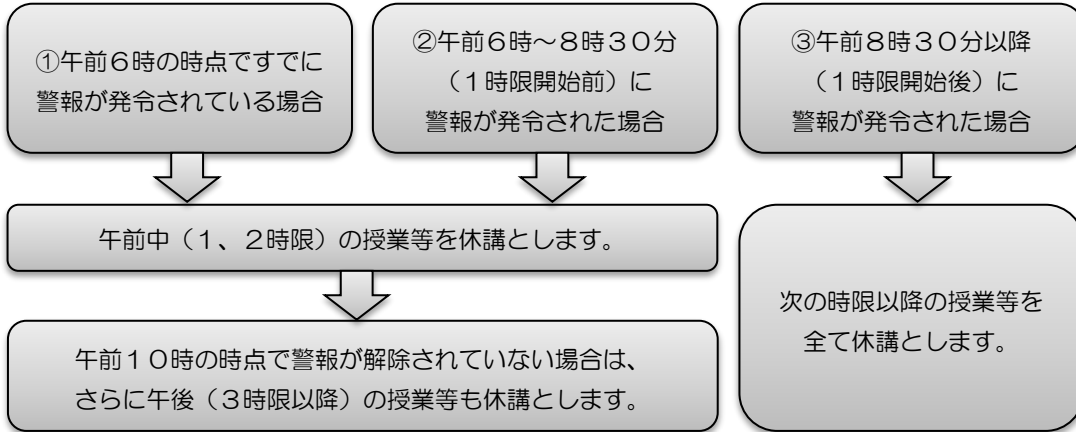 ①午前６時の時点ですでに
警報が発令されている場合
②午前６時～８時３０分
（１時限開始前）に
警報が発令された場合
③午前８時３０分以降
（１時限開始後）に
警報が発令された場合
午前中（１、２時限）の授業等を休講とします。
午前１０時の時点で警報が解除されていない場合は、
さらに午後（３時限以降）の授業等も休講とします。
次の時限以降の授業等を
全て休講とします。